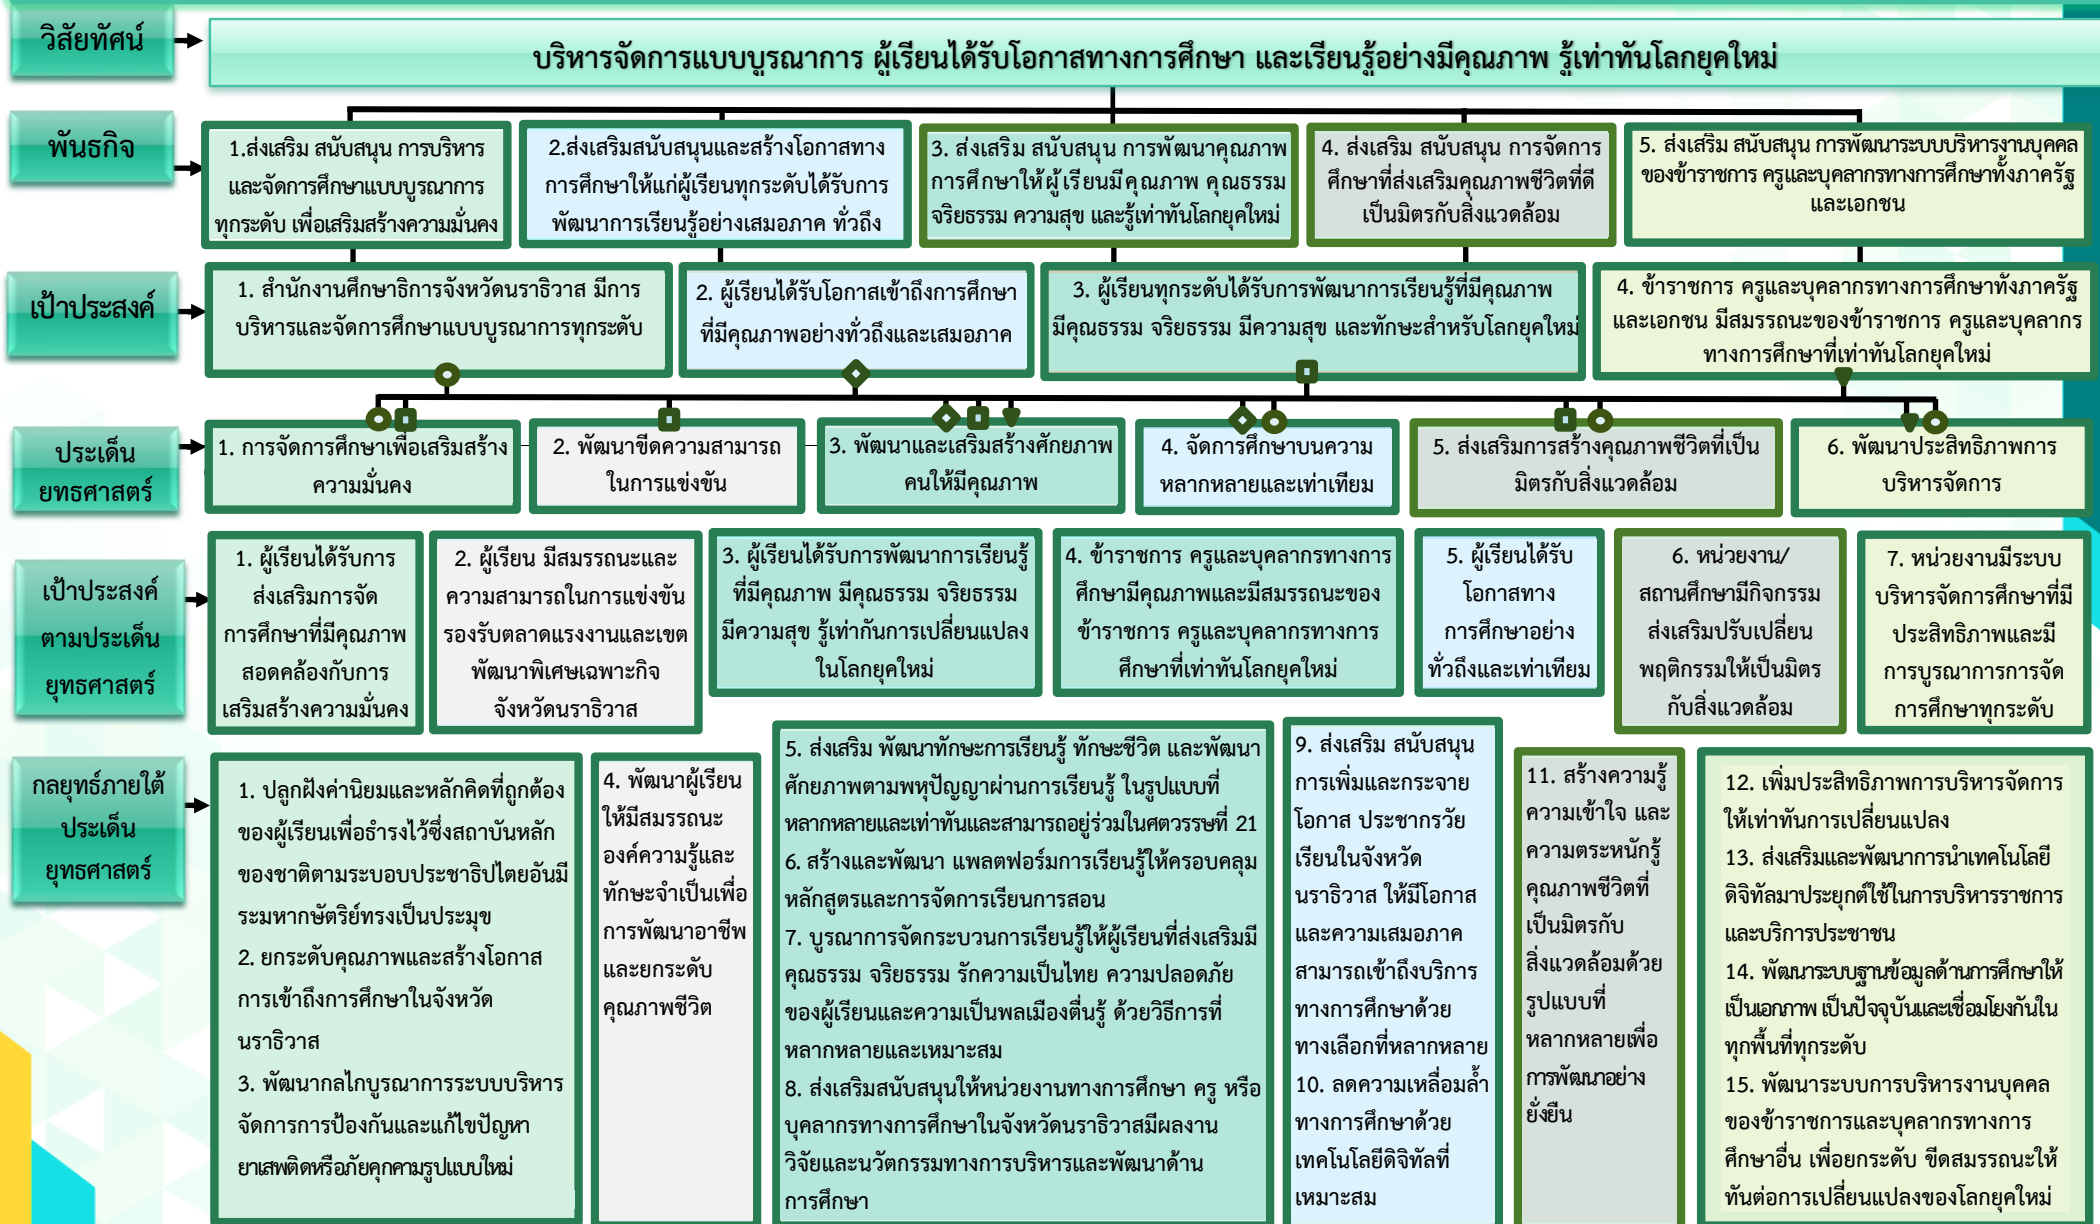 วิสัยทัศน์
บริหารจัดการแบบบูรณาการ ผู้เรียนได้รับโอกาสทางการศึกษา และเรียนรู้อย่างมีคุณภาพ รู้เท่าทันโลกยุคใหม่
พันธกิจ
1.ส่งเสริม สนับสนุน การบริหาร
และจัดการศึกษาแบบบูรณาการ
ทุกระดับ เพื่อเสริมสร้างความมั่นคง
2.ส่งเสริมสนับสนุนและสร้างโอกาสทาง
การศึกษาให้แก่ผู้เรียนทุกระดับได้รับการ
พัฒนาการเรียนรู้อย่างเสมอภาค ทั่วถึง
3. ส่งเสริม สนับสนุน การพัฒนาคุณภาพ
การศึกษาให้ผู้เรียนมีคุณภาพ คุณธรรม
จริยธรรม ความสุข และรู้เท่าทันโลกยุคใหม่
4. ส่งเสริม สนับสนุน การจัดการ
ศึกษาที่ส่งเสริมคุณภาพชีวิตที่ดี
เป็นมิตรกับสิ่งแวดล้อม
5. ส่งเสริม สนับสนุน การพัฒนาระบบบริหารงานบุคคล
ของข้าราชการ ครูและบุคลากรทางการศึกษาทั้งภาครัฐ
และเอกชน
เป้าประสงค์
1. สำนักงานศึกษาธิการจังหวัดนราธิวาส มีการ
บริหารและจัดการศึกษาแบบบูรณาการทุกระดับ
2. ผู้เรียนได้รับโอกาสเข้าถึงการศึกษา
ที่มีคุณภาพอย่างทั่วถึงและเสมอภาค
3. ผู้เรียนทุกระดับได้รับการพัฒนาการเรียนรู้ที่มีคุณภาพ
มีคุณธรรม จริยธรรม มีความสุข และทักษะสำหรับโลกยุคใหม่
4. ข้าราชการ ครูและบุคลากรทางการศึกษาทั้งภาครัฐ
และเอกชน มีสมรรถนะของข้าราชการ ครูและบุคลากร
ทางการศึกษาที่เท่าทันโลกยุคใหม่
ประเด็น
ยุทธศาสตร์
1. การจัดการศึกษาเพื่อเสริมสร้าง
ความมั่นคง
2. พัฒนาขีดความสามารถ
ในการแข่งขัน
3. พัฒนาและเสริมสร้างศักยภาพ
คนให้มีคุณภาพ
4. จัดการศึกษาบนความ
หลากหลายและเท่าเทียม
5. ส่งเสริมการสร้างคุณภาพชีวิตที่เป็น
มิตรกับสิ่งแวดล้อม
6. พัฒนาประสิทธิภาพการ
บริหารจัดการ
เป้าประสงค์
ตามประเด็น
ยุทธศาสตร์
1. ผู้เรียนได้รับการ
ส่งเสริมการจัด
การศึกษาที่มีคุณภาพ
สอดคล้องกับการ
เสริมสร้างความมั่นคง
2. ผู้เรียน มีสมรรถนะและ
ความสามารถในการแข่งขัน
รองรับตลาดแรงงานและเขต
พัฒนาพิเศษเฉพาะกิจ
จังหวัดนราธิวาส
3. ผู้เรียนได้รับการพัฒนาการเรียนรู้
ที่มีคุณภาพ มีคุณธรรม จริยธรรม
มีความสุข รู้เท่ากันการเปลี่ยนแปลง
ในโลกยุคใหม่
4. ข้าราชการ ครูและบุคลากรทางการ
ศึกษามีคุณภาพและมีสมรรถนะของ
ข้าราชการ ครูและบุคลากรทางการ
ศึกษาที่เท่าทันโลกยุคใหม่
5. ผู้เรียนได้รับ
โอกาสทาง
การศึกษาอย่าง
ทั่วถึงและเท่าเทียม
6. หน่วยงาน/
สถานศึกษามีกิจกรรม
ส่งเสริมปรับเปลี่ยน
พฤติกรรมให้เป็นมิตร
กับสิ่งแวดล้อม
7. หน่วยงานมีระบบ
บริหารจัดการศึกษาที่มี
ประสิทธิภาพและมี
การบูรณาการการจัด
การศึกษาทุกระดับ
กลยุทธ์ภายใต้
ประเด็น
ยุทธศาสตร์
1. ปลูกฝังค่านิยมและหลักคิดที่ถูกต้อง
ของผู้เรียนเพื่อธำรงไว้ซึ่งสถาบันหลัก
ของชาติตามระบอบประชาธิปไตยอันมี
ระมหากษัตริย์ทรงเป็นประมุข
2. ยกระดับคุณภาพและสร้างโอกาส
การเข้าถึงการศึกษาในจังหวัด
นราธิวาส
3. พัฒนากลไกบูรณาการระบบบริหาร
จัดการการป้องกันและแก้ไขปัญหา
ยาเสพติดหรือภัยคุกคามรูปแบบใหม่
4. พัฒนาผู้เรียน
ให้มีสมรรถนะ
องค์ความรู้และ
ทักษะจำเป็นเพื่อ
การพัฒนาอาชีพ
และยกระดับ
คุณภาพชีวิต
5. ส่งเสริม พัฒนาทักษะการเรียนรู้ ทักษะชีวิต และพัฒนา
ศักยภาพตามพหุปัญญาผ่านการเรียนรู้ ในรูปแบบที่
หลากหลายและเท่าทันและสามารถอยู่ร่วมในศตวรรษที่ 21
6. สร้างและพัฒนา แพลตฟอร์มการเรียนรู้ให้ครอบคลุม
หลักสูตรและการจัดการเรียนการสอน
7. บูรณาการจัดกระบวนการเรียนรู้ให้ผู้เรียนที่ส่งเสริมมี
คุณธรรม จริยธรรม รักความเป็นไทย ความปลอดภัย
ของผู้เรียนและความเป็นพลเมืองตื่นรู้ ด้วยวิธีการที่
หลากหลายและเหมาะสม
8. ส่งเสริมสนับสนุนให้หน่วยงานทางการศึกษา ครู หรือ
บุคลากรทางการศึกษาในจังหวัดนราธิวาสมีผลงาน
วิจัยและนวัตกรรมทางการบริหารและพัฒนาด้าน
การศึกษา
9. ส่งเสริม สนับสนุน
การเพิ่มและกระจาย
โอกาส ประชากรวัย
เรียนในจังหวัด
นราธิวาส ให้มีโอกาส
และความเสมอภาค
สามารถเข้าถึงบริการ
ทางการศึกษาด้วย
ทางเลือกที่หลากหลาย
10. ลดความเหลื่อมล้ำ
ทางการศึกษาด้วย
เทคโนโลยีดิจิทัลที่
เหมาะสม
11. สร้างความรู้
ความเข้าใจ และ
ความตระหนักรู้
คุณภาพชีวิตที่
เป็นมิตรกับ
สิ่งแวดล้อมด้วย
รูปแบบที่
หลากหลายเพื่อ
การพัฒนาอย่าง
ยั่งยืน
12. เพิ่มประสิทธิภาพการบริหารจัดการ
ให้เท่าทันการเปลี่ยนแปลง
13. ส่งเสริมและพัฒนาการนำเทคโนโลยี
ดิจิทัลมาประยุกต์ใช้ในการบริหารราชการ
และบริการประชาชน
14. พัฒนาระบบฐานข้อมูลด้านการศึกษาให้
เป็นเอกภาพ เป็นปัจจุบันและเชื่อมโยงกันใน
ทุกพื้นที่ทุกระดับ
15. พัฒนาระบบการบริหารงานบุคคล
ของข้าราชการและบุคลากรทางการ
ศึกษาอื่น เพื่อยกระดับ ขีดสมรรถนะให้
ทันต่อการเปลี่ยนแปลงของโลกยุคใหม่